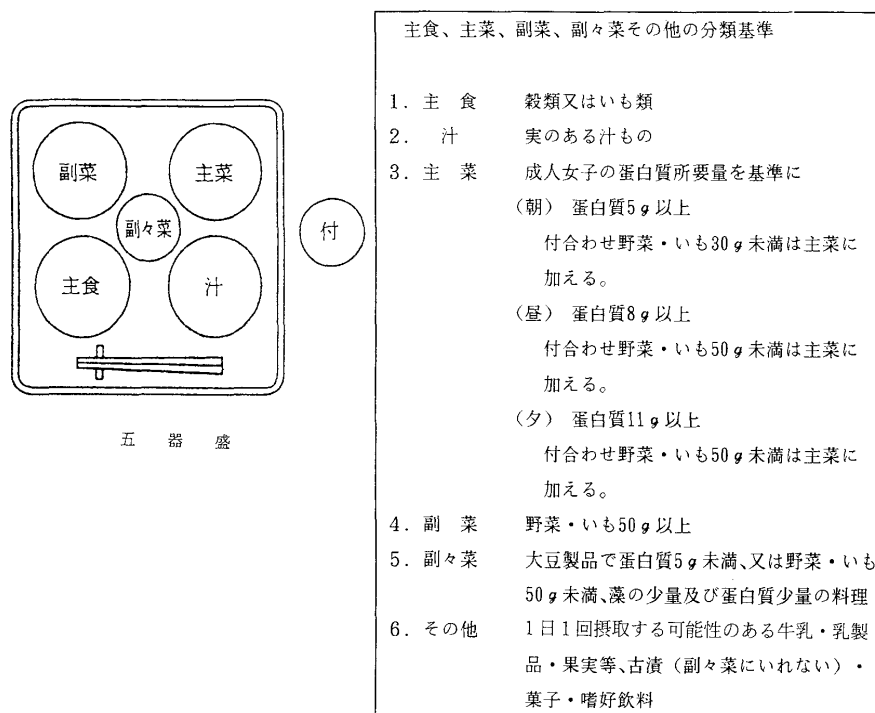 副菜
主菜
副々菜
付
主食
汁
五器盛
主食、主菜、副菜、副々菜その他の分類基準
1. 主食 穀類又はいも類
2. 汁 実のある汁もの
3. 主菜 成人女子の蛋白質所要量を基準に
(朝) 蛋白質5g以上
付合わせ野菜・いも30g未満は主菜に
加える。
(昼) 蛋白質8g以上
付合わせ野菜・いも50g未満は主菜に
加える。
(夕) 蛋白質11g以上
付合わせ野菜・いも50g未満は主菜に
加える。
4. 副菜 野菜・いも50g以上
5. 副々菜 大豆製品で蛋白質5g未満、又は野菜・いも
50g未満、藻の少量及び蛋白質少量の料理
6. その他 1日1回摂取する可能性のある牛乳・乳製
品・果実等、古漬(副々菜にいれない)・
菓子・嗜好飲料